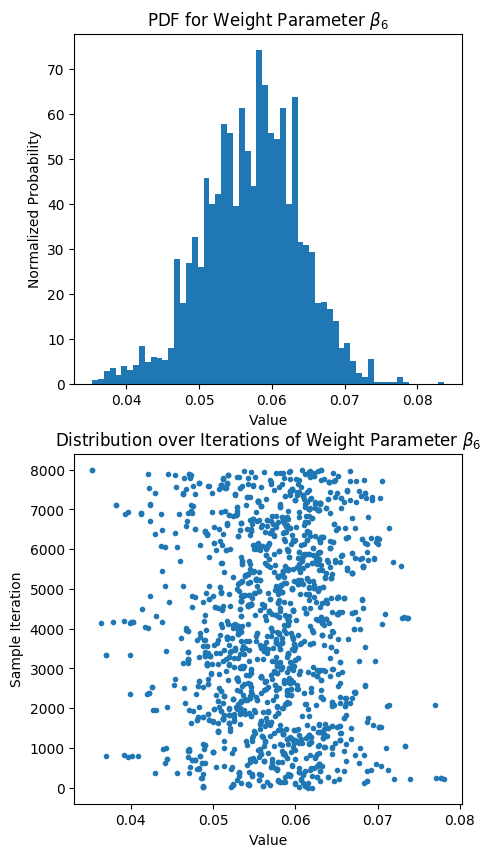 PDF for Weight Parameter β₆
70
60
50
40
30
20
10
0
Normalized Probability
0.04 0.05 0.06 0.07 0.08
Value
Distribution over Iterations of Weight Parameter β₆
8000
7000
6000
5000
4000
3000
2000
1000
0
Sample Iteration
0.04 0.05 0.06 0.07 0.08
Value